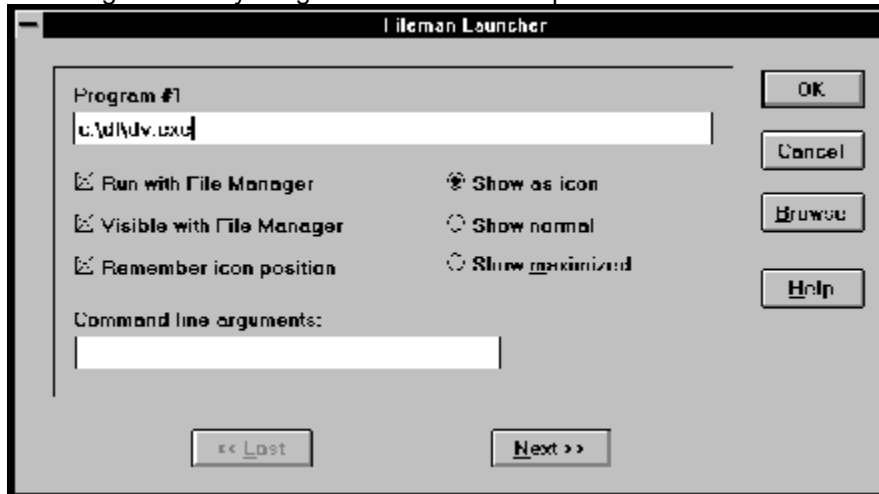 Fileman Launcher
Program #1
c:\dl\dv.exe
Run with File Manager
Visible with File Manager
Remember icon position
Show as icon
Show normal
Show maximized
Command line arguments:
<< Last
Next >>
OK
Cancel
Browse
Help